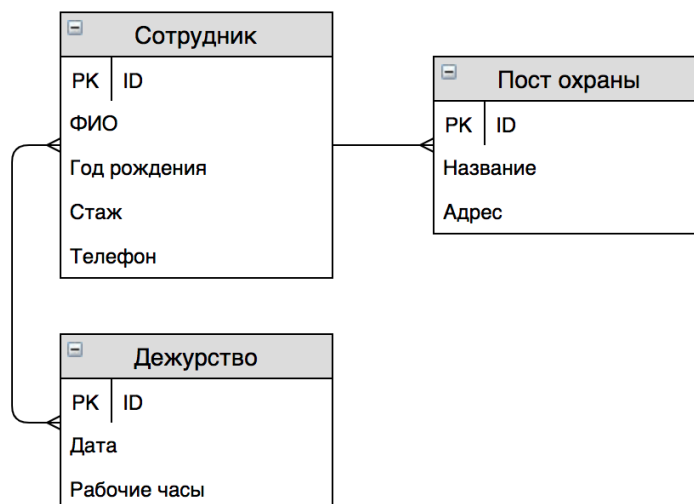 Сотрудник
PK ID
ФИО
Год рождения
Стаж
Телефон
Пост охраны
PK ID
Название
Адрес
Дежурство
PK ID
Дата
Рабочие часы